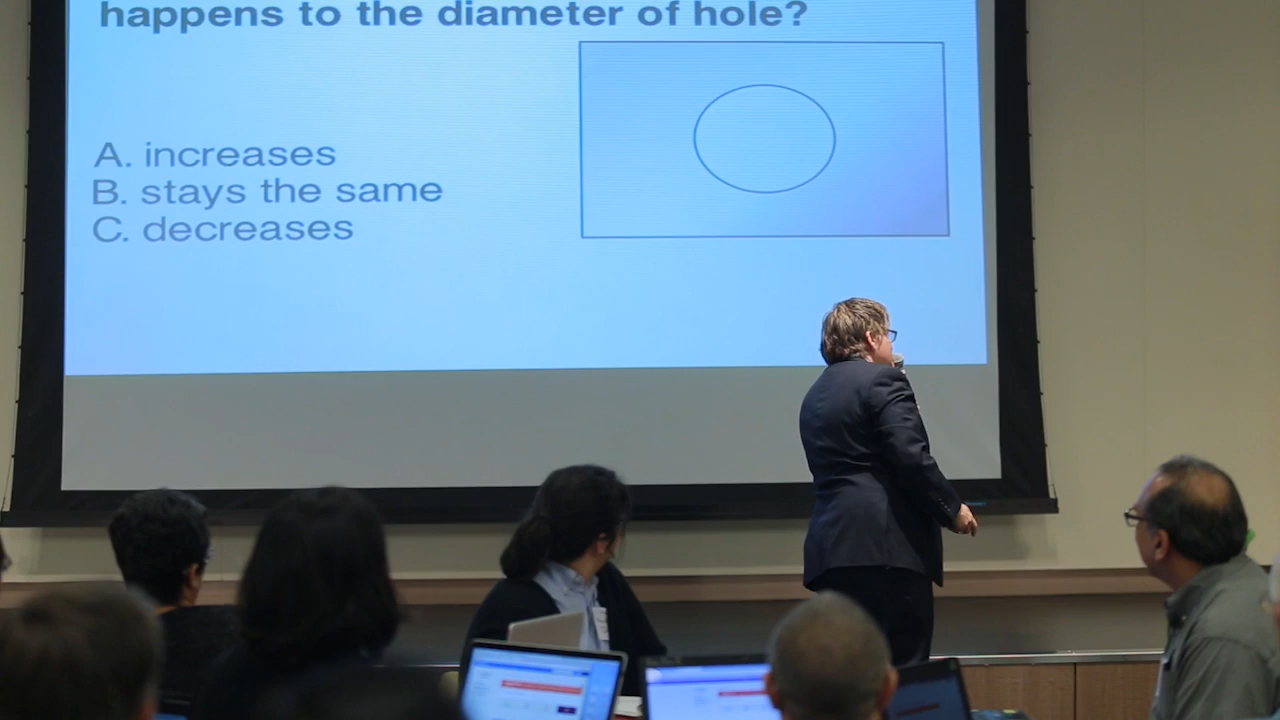 happens to the diameter of hole?
A. increases
B. stays the same
C. decreases